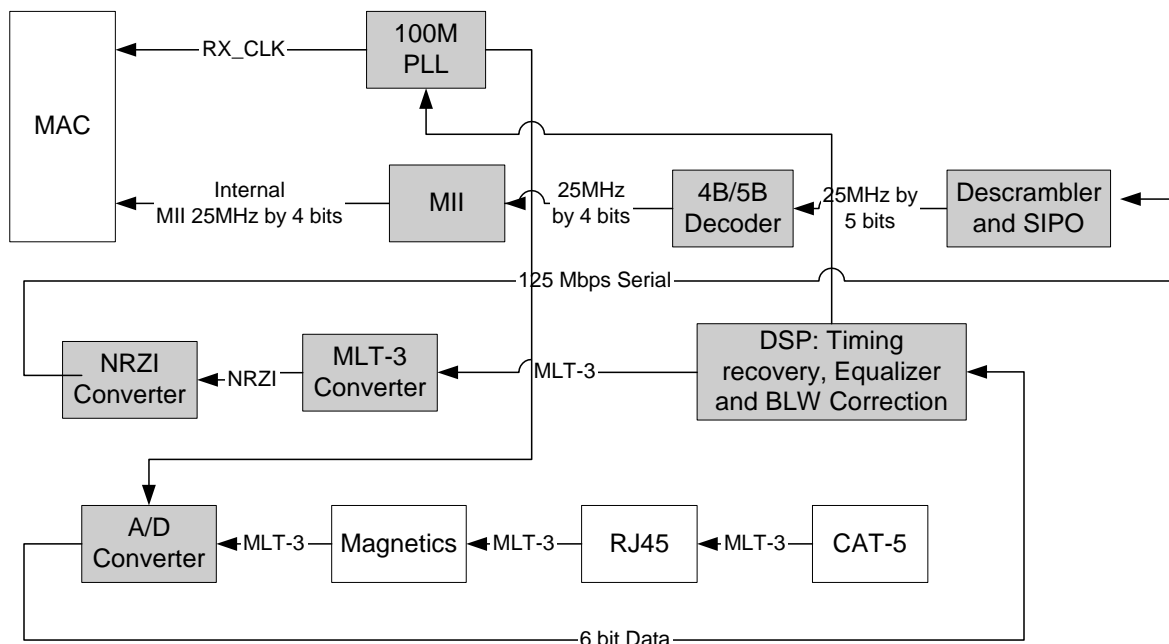 100M
PLL
RX_CLK
MAC
Internal
MII 25MHz by 4 bits
MII
25MHz
by 4 bits
4B/5B
Decoder
25MHz by
5 bits
Descrambler
and SIPO
125 Mbps Serial
NRZI
Converter
NRZI
MLT-3
Converter
MLT-3
DSP: Timing
recovery, Equalizer
and BLW Correction
A/D
Converter
MLT-3
Magnetics
MLT-3
RJ45
MLT-3
CAT-5
6 bit Data